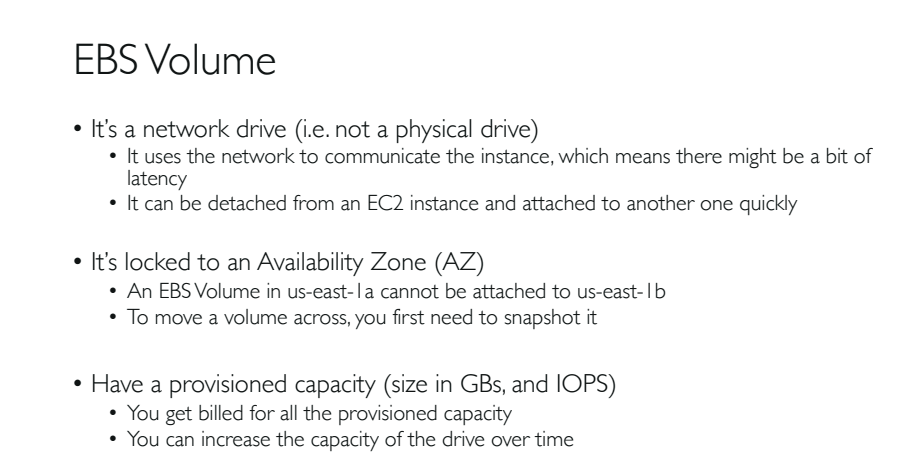 EBS Volume
• It's a network drive (i.e. not a physical drive)
• It uses the network to communicate the instance, which means there might be a bit of
latency
• It can be detached from an EC2 instance and attached to another one quickly
• It's locked to an Availability Zone (AZ)
• An EBS Volume in us-east-1a cannot be attached to us-east-1b
• To move a volume across, you first need to snapshot it
• Have a provisioned capacity (size in GBs, and IOPS)
• You get billed for all the provisioned capacity
• You can increase the capacity of the drive over time